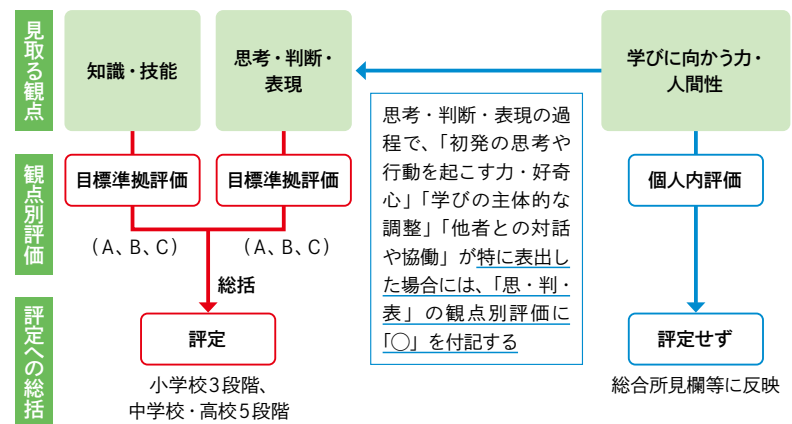 見取る観点
知識・技能
思考・判断・
表現
学びに向かう力・
人間性
思考・判断・表現の過
程で、「初発の思考や
行動を起こす力・好奇
心」「学びの主体的な
調整」「他者との対話
や協働」が特に表出し
た場合には、「思・判・
表」の観点別評価に
「○」を付記する
観点別評価
目標準拠評価
目標準拠評価
個人内評価
（A、B、C）
（A、B、C）
総括
評定への総括
評定
評定せず
小学校3段階、
中学校・高校5段階
総合所見欄等に反映